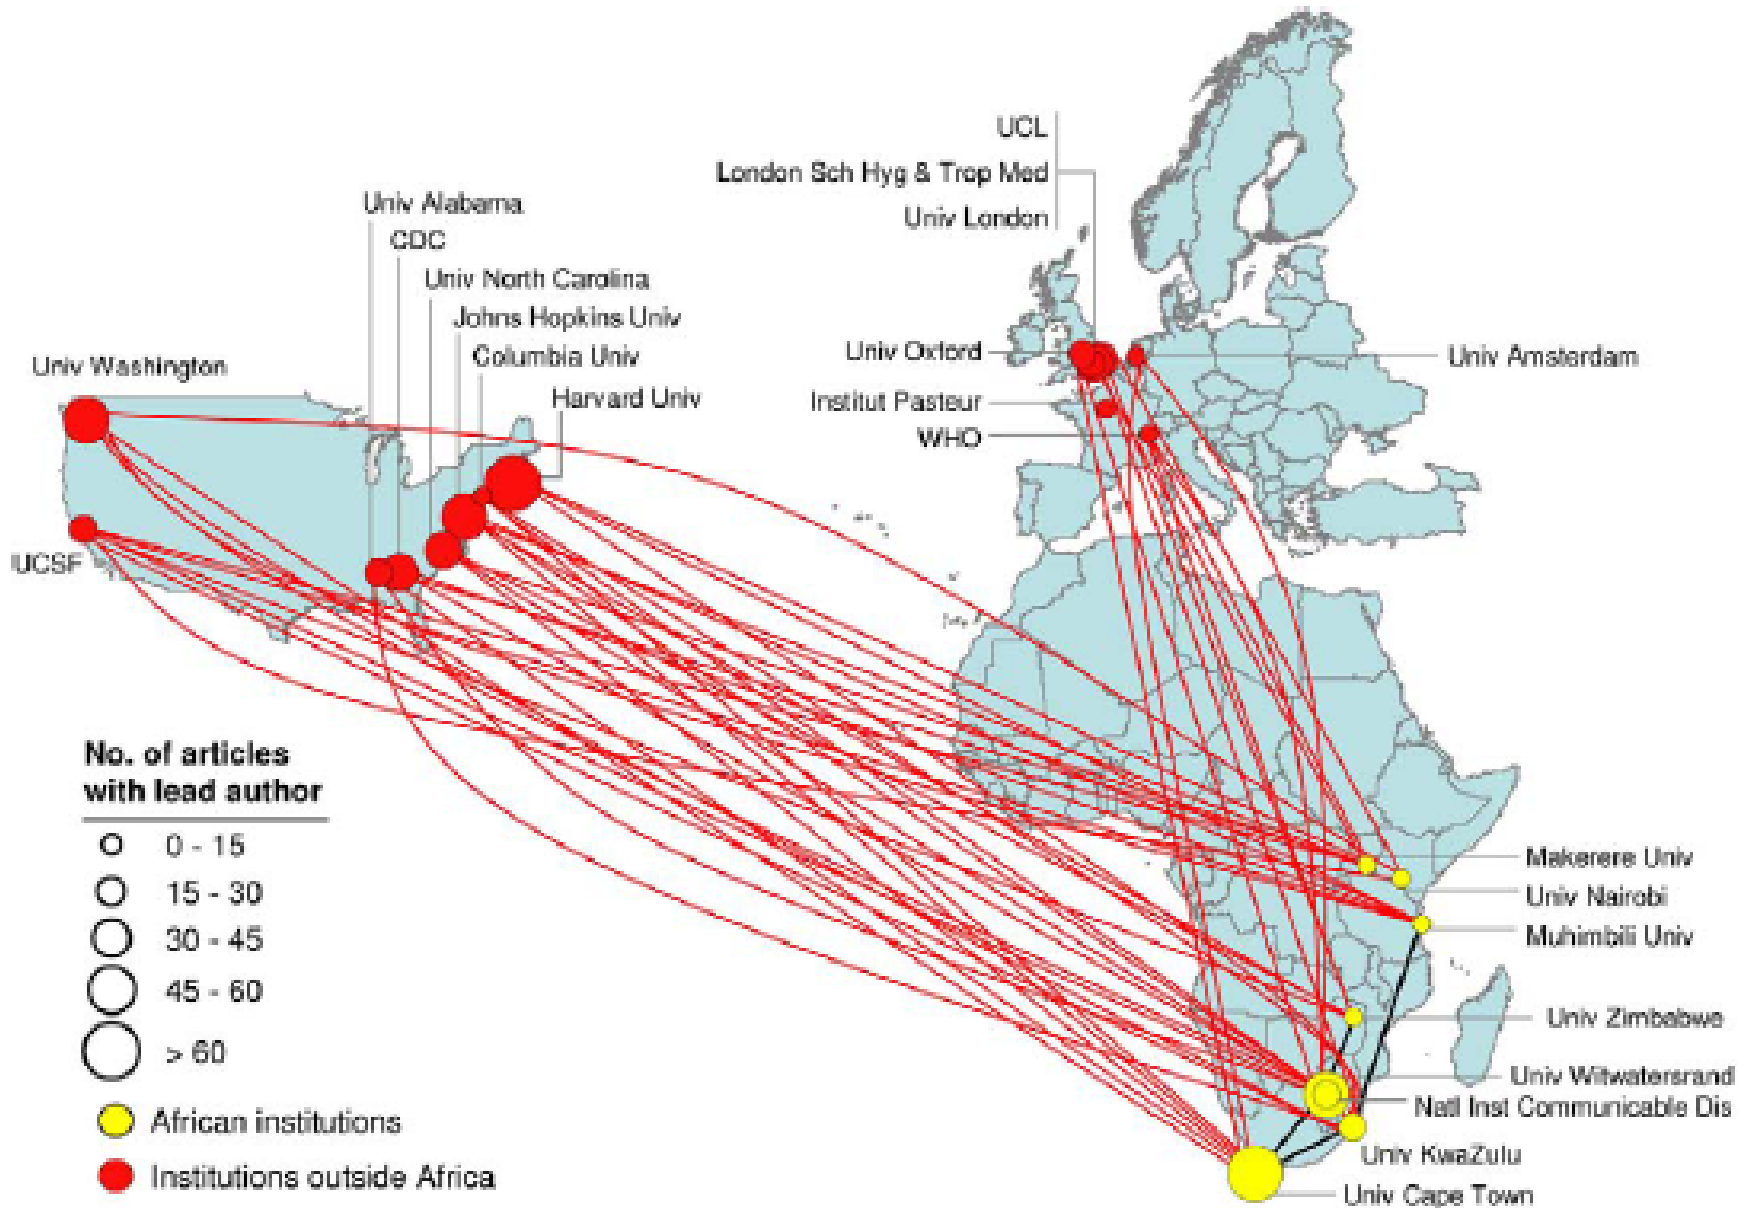 UCL
London Sch Hyg & Trop Med
Univ London
Univ Alabama
CDC
Univ North Carolina
Johns Hopkins Univ
Columbia Univ
Harvard Univ
Univ Washington
UCSF
Univ Oxford
Institut Pasteur
WHO
Univ Amsterdam
No. of articles
with lead author
0 - 15
15 - 30
30 - 45
45 - 60
> 60
African institutions
Institutions outside Africa
Makerere Univ
Univ Nairobi
Muhimbili Univ
Univ Zimbabwe
Univ Witwatersrand
Natl Inst Communicable Dis
Univ KwaZulu
Univ Cape Town